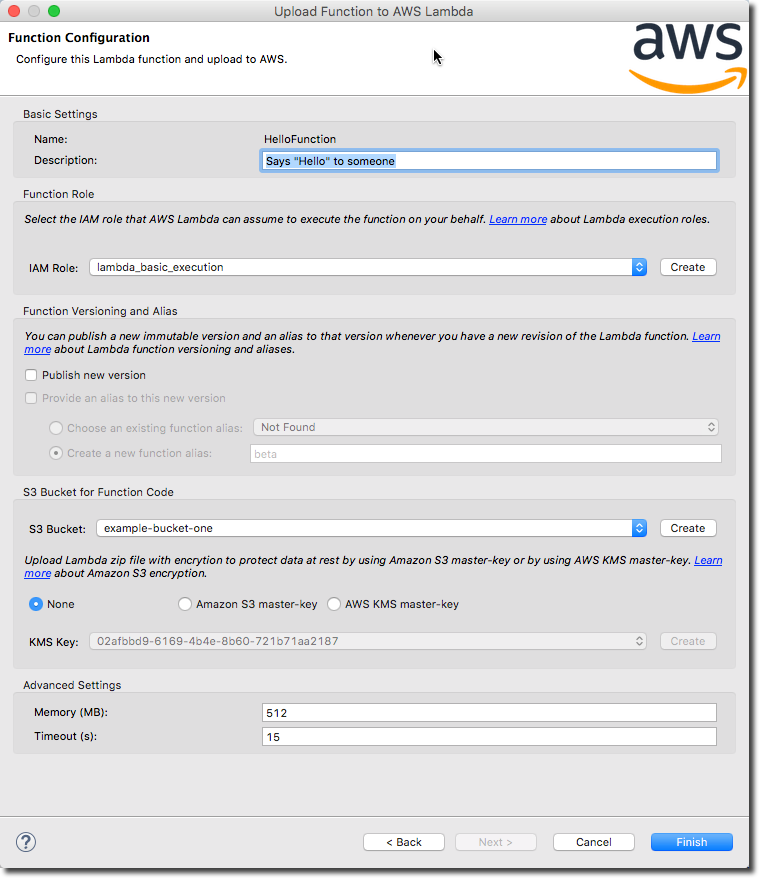 Upload Function to AWS Lambda
Function Configuration
Configure this Lambda function and upload to AWS.
aws
Basic Settings
Name: HelloFunction
Description: Says "Hello" to someone
Function Role
Select the IAM role that AWS Lambda can assume to execute the function on your behalf. Learn more about Lambda execution roles.
IAM Role: lambda_basic_execution Create
Function Versioning and Alias
You can publish a new immutable version and an alias to that version whenever you have a new revision of the Lambda function. Learn
more about Lambda function versioning and aliases.
Publish new version
Provide an alias to this new version
Choose an existing function alias: Not Found
Create a new function alias: beta
S3 Bucket for Function Code
S3 Bucket: example-bucket-one Create
Upload Lambda zip file with encrytion to protect data at rest by using Amazon S3 master-key or by using AWS KMS master-key. Learn
more about Amazon S3 encryption.
None Amazon S3 master-key AWS KMS master-key
KMS Key: 02afbbd9-6169-4b4e-8b60-721b71aa2187 Create
Advanced Settings
Memory (MB): 512
Timeout (s): 15
? < Back Next > Cancel Finish